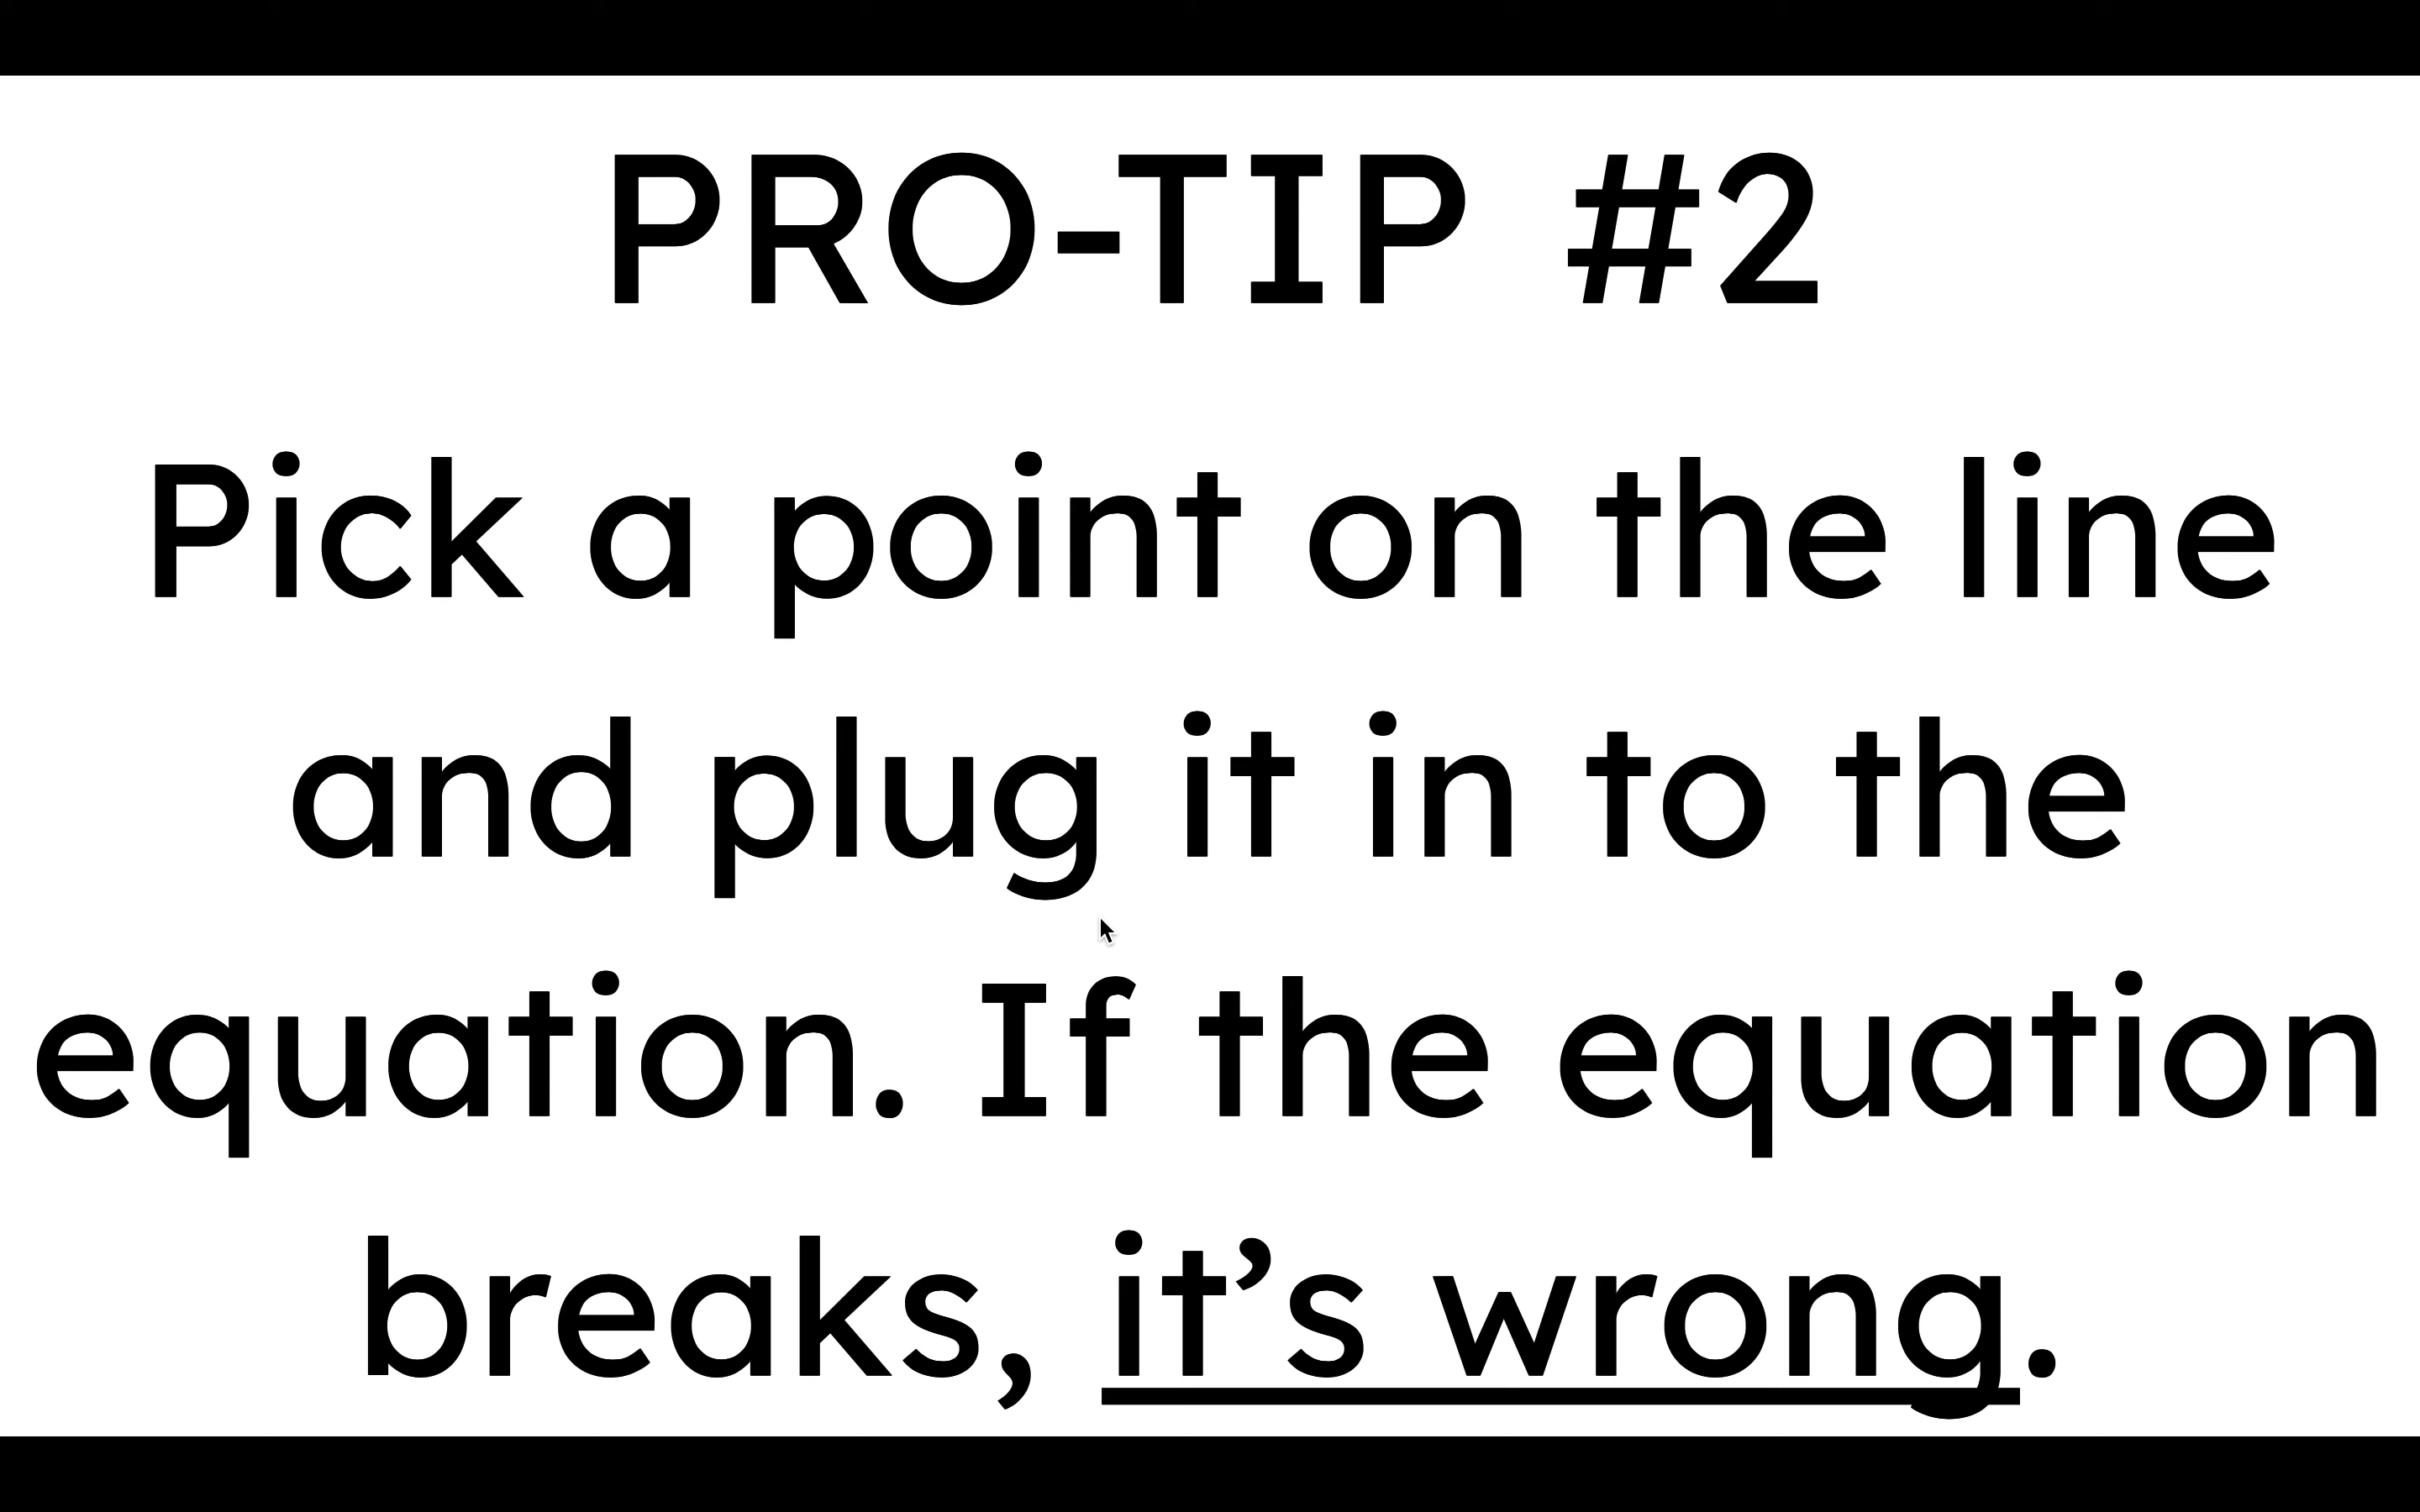 PRO-TIP #2
Pick a point on the line
and plug it in to the
equation. If the equation
breaks, it’s wrong.